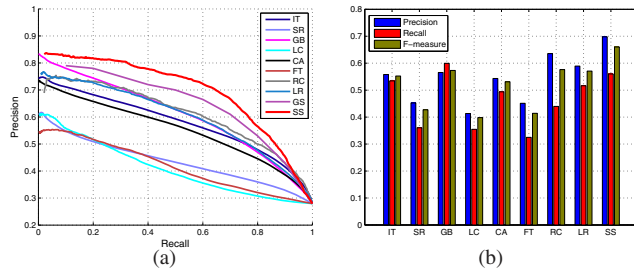 1
0.9
0.8
0.7
0.6
0.5
0.4
0.3
0.2
Precision
0
0.2
0.4
0.6
0.8
1
Recall
IT
SR
GB
LC
CA
FT
RC
LR
GS
SS
(a)
0.8
0.7
0.6
0.5
0.4
0.3
0.2
0.1
0
Precision
Recall
F-measure
IT SR GB LC CA FT RC LR SS
(b)